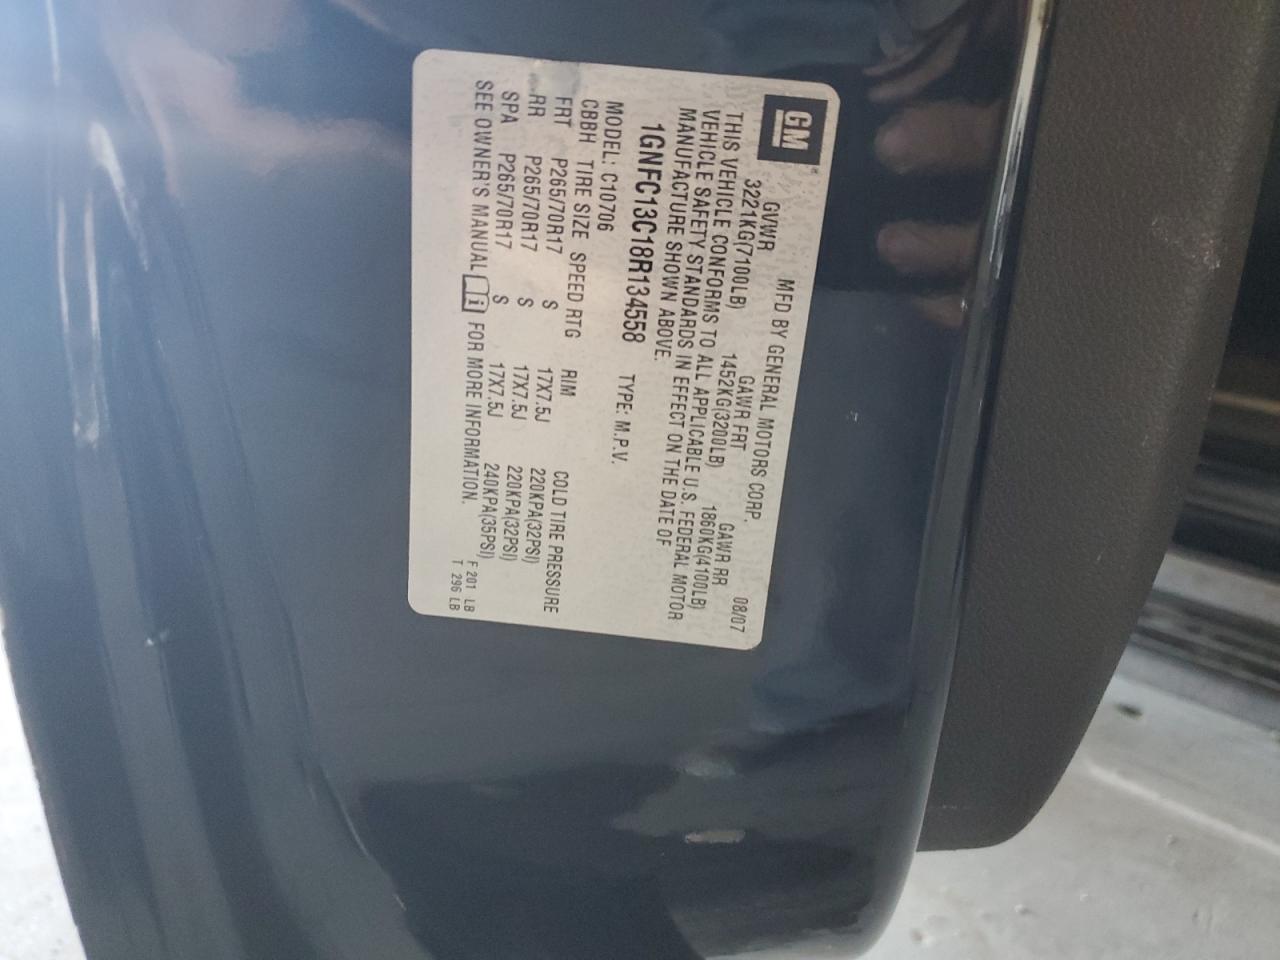 GM
MFD BY GENERAL MOTORS CORP. 08/07
GVWR GAWR FRT GAWR RR
3221KG(7100LB) 1452KG(3200LB) 1860KG(4100LB)
THIS VEHICLE CONFORMS TO ALL APPLICABLE U.S. FEDERAL MOTOR
VEHICLE SAFETY STANDARDS IN EFFECT ON THE DATE OF
MANUFACTURE SHOWN ABOVE.
1GNFC13C18R134558 TYPE: M.P.V.
MODEL: C10706
CBBH TIRE SIZE SPEED RTG RIM COLD TIRE PRESSURE
FRT P265/70R17 S 17X7.5J 220KPA(32PSI)
RR P265/70R17 S 17X7.5J 220KPA(32PSI)
SPA P265/70R17 S 17X7.5J 240KPA(35PSI)
SEE OWNER'S MANUAL i FOR MORE INFORMATION.
F 201 LB
T 296 LB